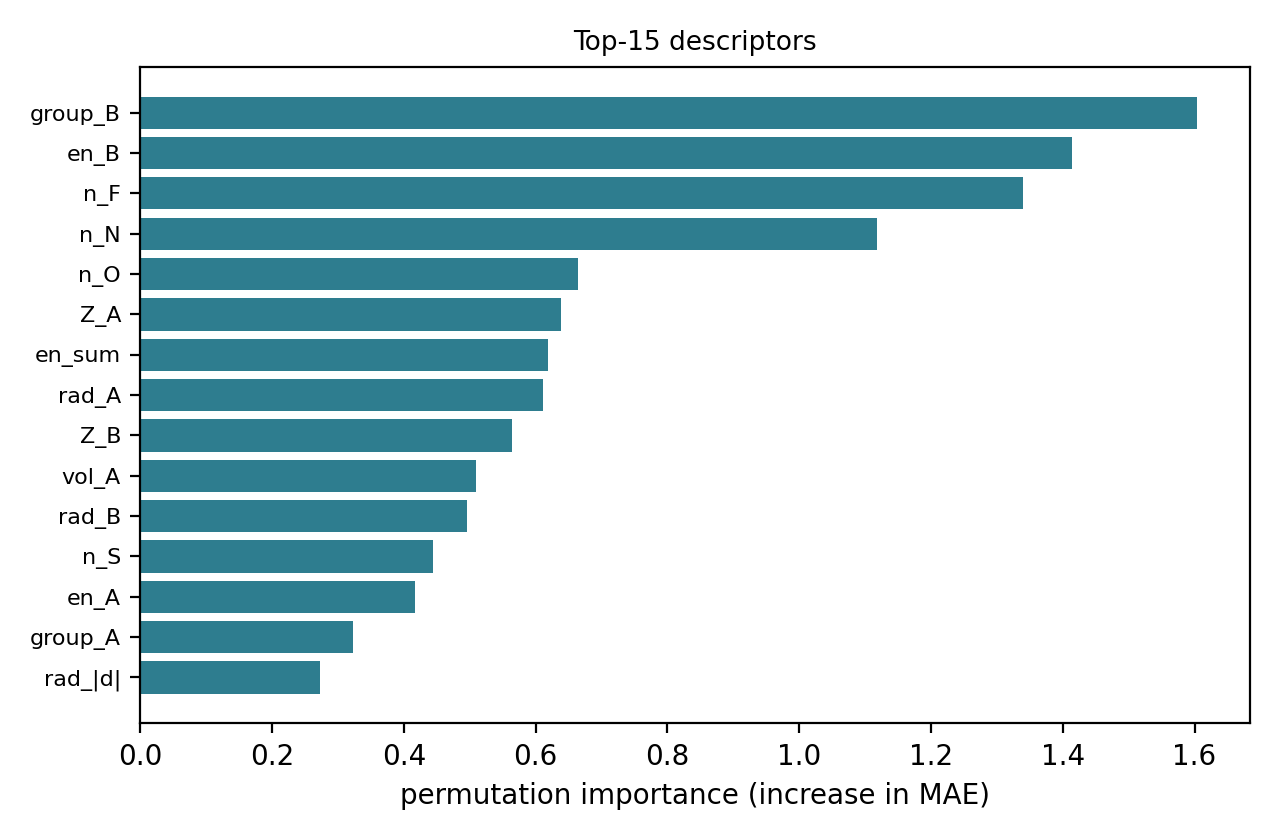 Top-15 descriptors
group_B
en_B
n_F
n_N
n_O
Z_A
en_sum
rad_A
Z_B
vol_A
rad_B
n_S
en_A
group_A
rad_|d|
0.0 0.2 0.4 0.6 0.8 1.0 1.2 1.4 1.6
permutation importance (increase in MAE)